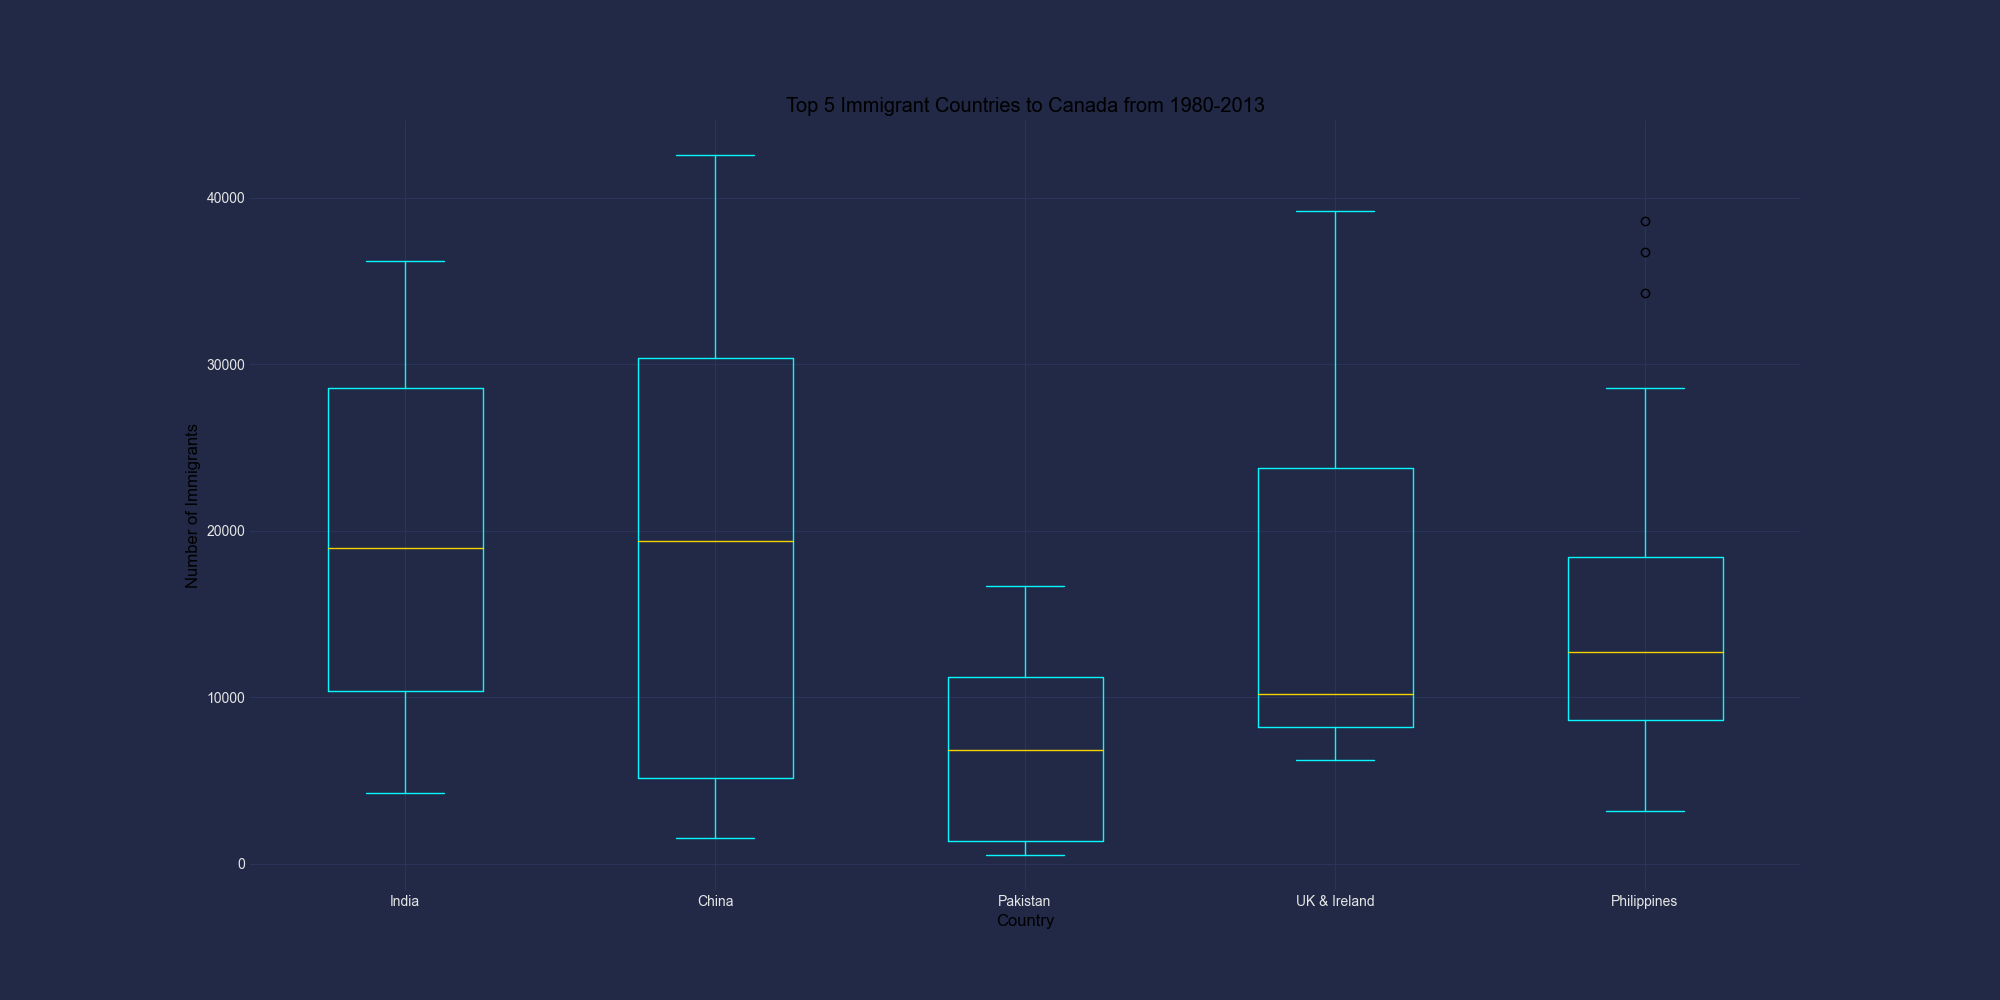 Top 5 Immigrant Countries to Canada from 1980-2013
Number of Immigrants
40000
30000
20000
10000
0
India
China
Pakistan
UK & Ireland
Philippines
Country